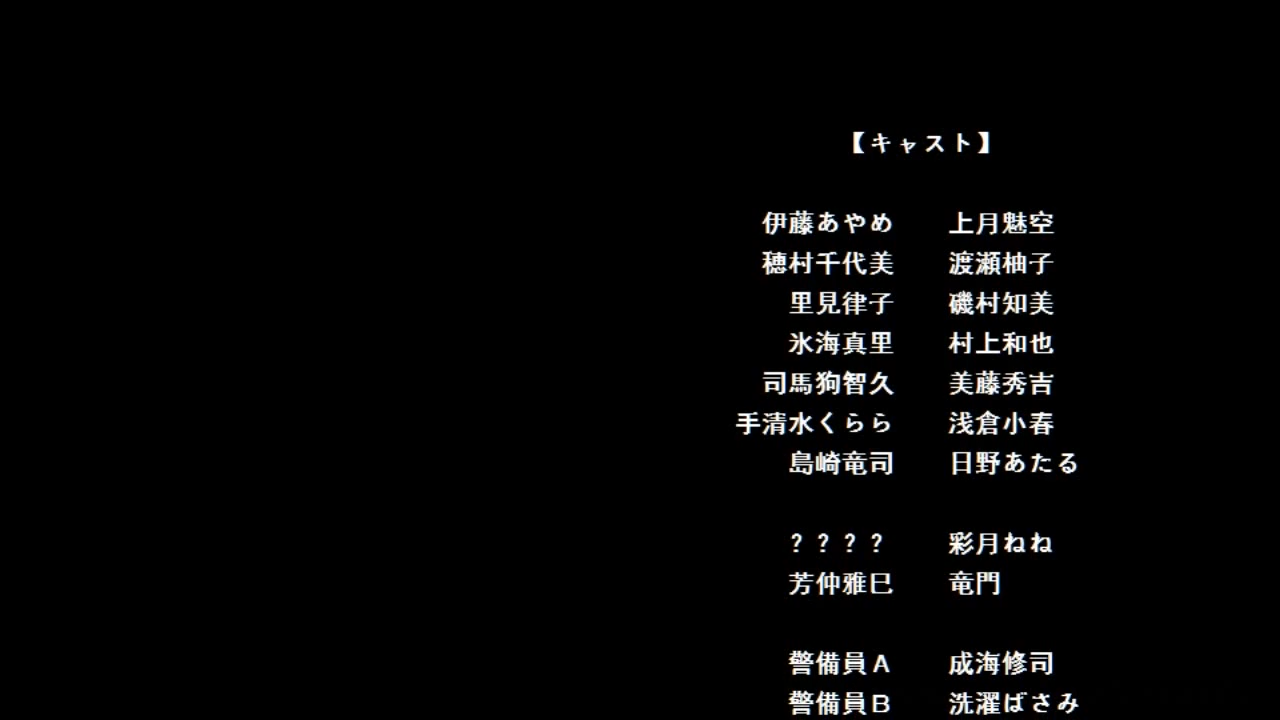 【キャスト】
伊藤あやめ 上月魅空
穂村千代美 渡瀬柚子
里見律子 磯村知美
氷海真里 村上和也
司馬狗智久 美藤秀吉
手清水くらら 浅倉小春
島崎竜司 日野あたる
？？？？ 彩月ねね
芳仲雅巳 竜門
警備員Ａ 成海修司
警備員Ｂ 洗濯ばさみ